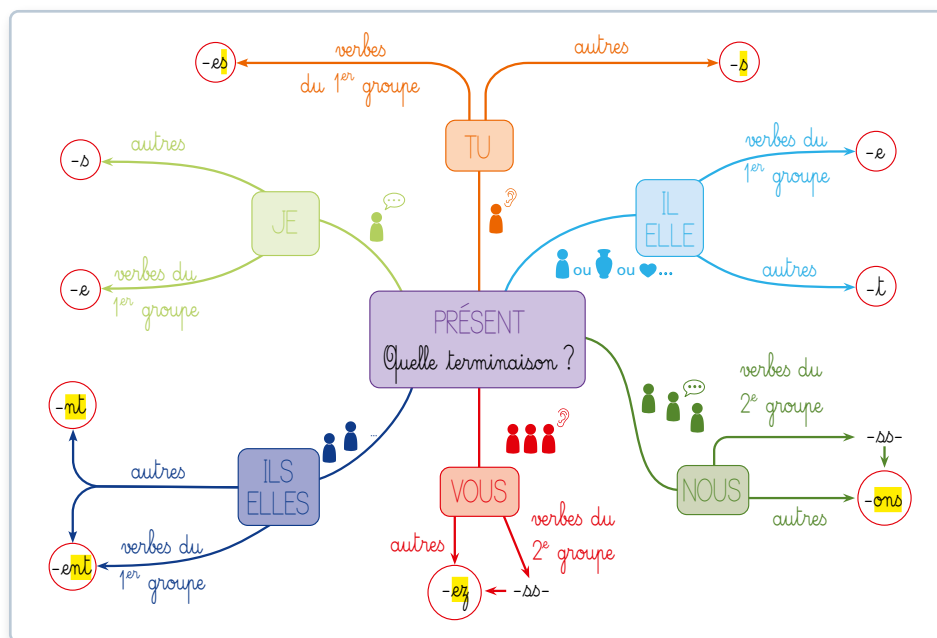 verbes
du 1er groupe
-es
autres
-s
TU
autres
-s
JE
verbes du
1er groupe
-e
verbes du
1er groupe
-e
IL
ELLE
ou ou ...
autres
-t
PRÉSENT
Quelle terminaison ?
-nt
autres
ILS
ELLES
...
verbes du
1er groupe
-ent
VOUS
autres
-ez
verbes du
2e groupe
-ss-
NOUS
verbes du
2e groupe
-ss-
autres
-ons